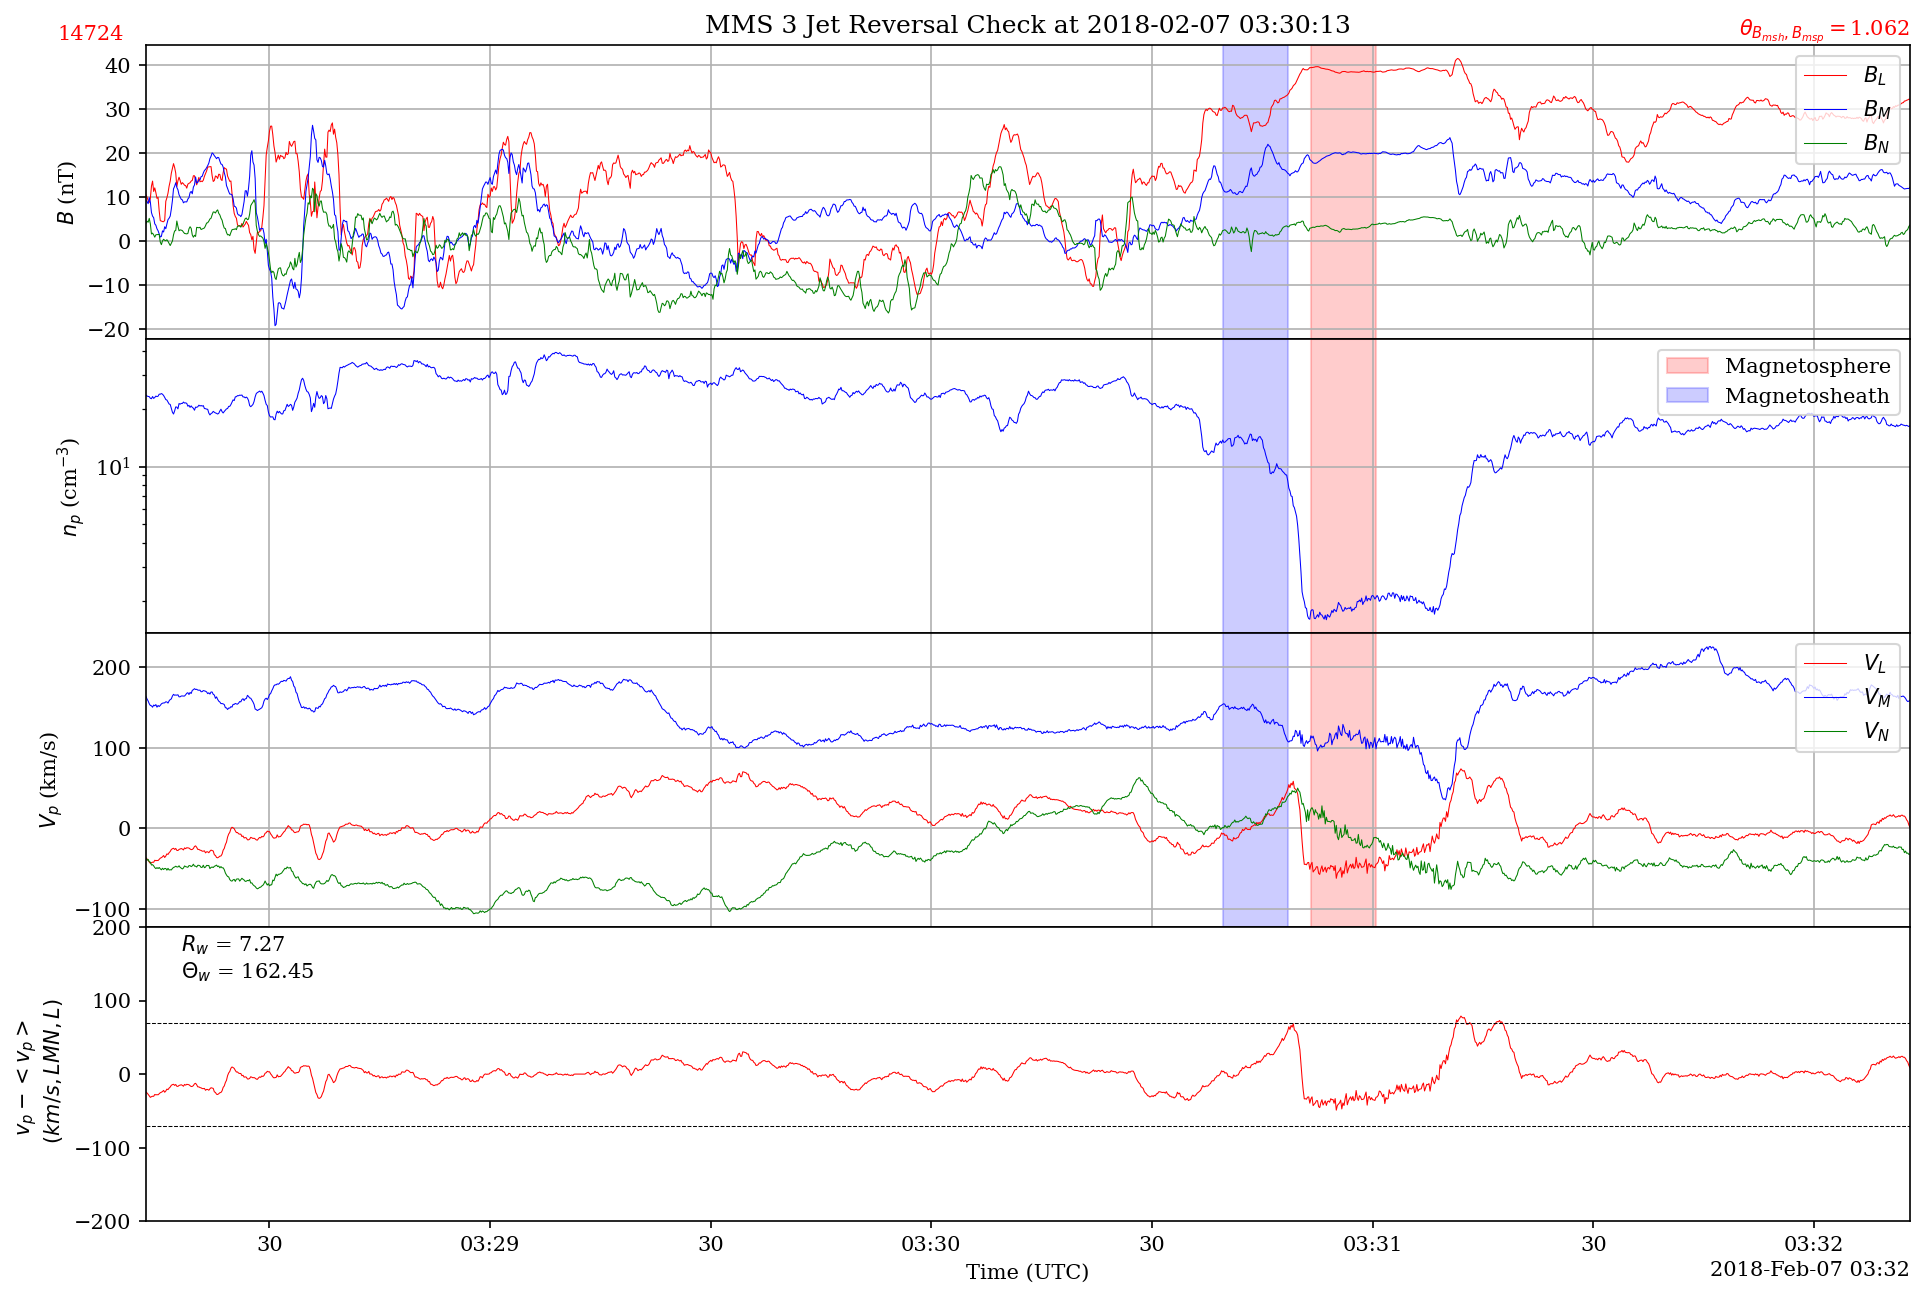 14724
MMS 3 Jet Reversal Check at 2018-02-07 03:30:13
θ_{B_{msh}, B_{msp}} = 1.062
B (nT)
40
30
20
10
0
−10
−20
B_L
B_M
B_N
n_p (cm^{−3})
10^1
Magnetosphere
Magnetosheath
V_p (km/s)
200
100
0
−100
V_L
V_M
V_N
v_p − < v_p >
(km/s, LMN, L)
200
100
0
−100
−200
R_w = 7.27
Θ_w = 162.45
30
03:29
30
03:30
30
03:31
30
03:32
Time (UTC)
2018-Feb-07 03:32